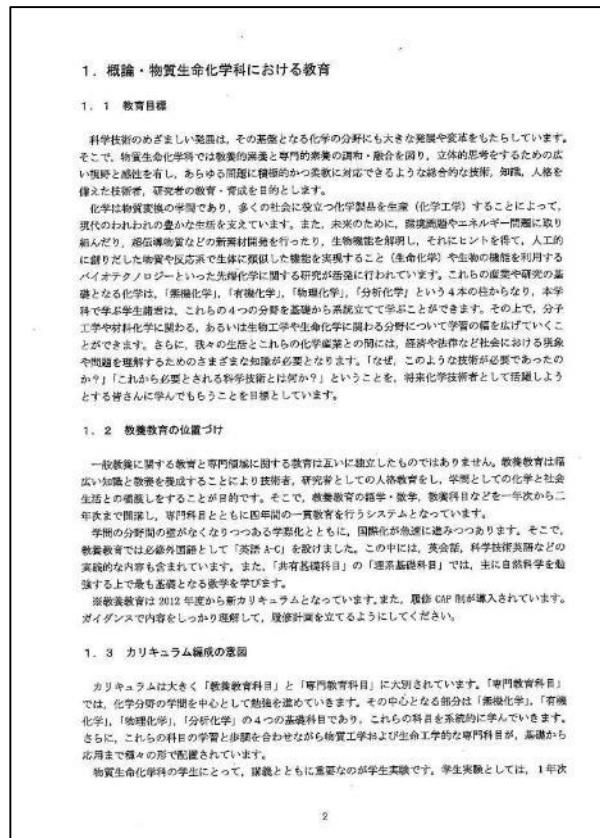 1．概論・物質生命化学科における教育
1．1　教育目標
科学技術のめざましい発展は，その基盤となる化学の分野にも大きな発展や変革をもたらしています。
そこで，物質生命化学科では教養的素養と専門的素養の調和・融合を図り，立体的思考をするための広
い視野と感性を有し，あらゆる問題に積極的かつ柔軟に対応できるような総合的な技術，知識，人格を
備えた技術者，研究者の教育・育成を目的とします。
化学は物質変換の学問であり，多くの社会に役立つ化学製品を生産（化学工学）することによって，
現代のわれわれの豊かな生活を支えています。また，未来のために，環境問題やエネルギー問題に取り
組んだり，超伝導物質などの新素材開発を行ったり，生物機能を解明し，それにヒントを得て，人工的
に創りだした物質や反応系で生体に類似した機能を実現すること（生命化学）や生物の機能を利用する
バイオテクノロジーといった先端化学に関する研究が活発に行われています。これらの産業や研究の基
礎となる化学は，「無機化学」，「有機化学」，「物理化学」，「分析化学」という４本の柱からなり，本学
科で学ぶ学生諸君は，これらの４つの分野を基礎から系統立てて学ぶことができます。その上で，分子
工学や材料化学に関わる，あるいは生物工学や生命化学に関わる分野について学習の幅を広げていくこ
とができます。さらに，我々の生活とこれらの化学産業との間には，経済や法律など社会における現象
や問題を理解するためのさまざまな知識が必要となります。「なぜ，このような技術が必要であったの
か？」「これから必要とされる科学技術とは何か？」ということを，将来化学技術者として活躍しよう
とする皆さんに学んでもらうことを目標としています。
1．2　教養教育の位置づけ
一般教養に関する教育と専門領域に関する教育は互いに独立したものではありません。教養教育は幅
広い知識と教養を養成することにより技術者，研究者としての人格教育をし，学問としての化学と社会
生活との橋渡しをすることが目的です。そこで，教養教育の語学・数学，教養科目などを一年次から二
年次まで開講し，専門科目とともに四年間の一貫教育を行うシステムとなっています。
学問の分野間の壁がなくなりつつある学際化とともに，国際化が急速に進みつつあります。そこで，
教養教育では必修外国語として「英語 A-C」を設けました。この中には，英会話，科学技術英語などの
実践的な内容も含まれています。また，「共有基礎科目」の「理系基礎科目」では，主に自然科学を勉
強する上で最も基礎となる数学を学びます。
※教養教育は 2012 年度から新カリキュラムとなっています。また，履修 CAP 制が導入されています。
ガイダンスで内容をしっかり理解して，履修計画を立てるようにしてください。
1．3　カリキュラム編成の意図
カリキュラムは大きく「教養教育科目」と「専門教育科目」に大別されています。「専門教育科目」
では，化学分野の学問を中心として勉強を進めていきます。その中心となる部分は「無機化学」，「有機
化学」，「物理化学」，「分析化学」の４つの基礎科目であり，これらの科目を系統的に学んでいきます。
さらに，これらの科目の学習と歩調を合わせながら物質工学および生命工学的な専門科目が，基礎から
応用まで種々の形で配置されています。
物質生命化学科の学生にとって，講義とともに重要なのが学生実験です。学生実験としては，１年次
2